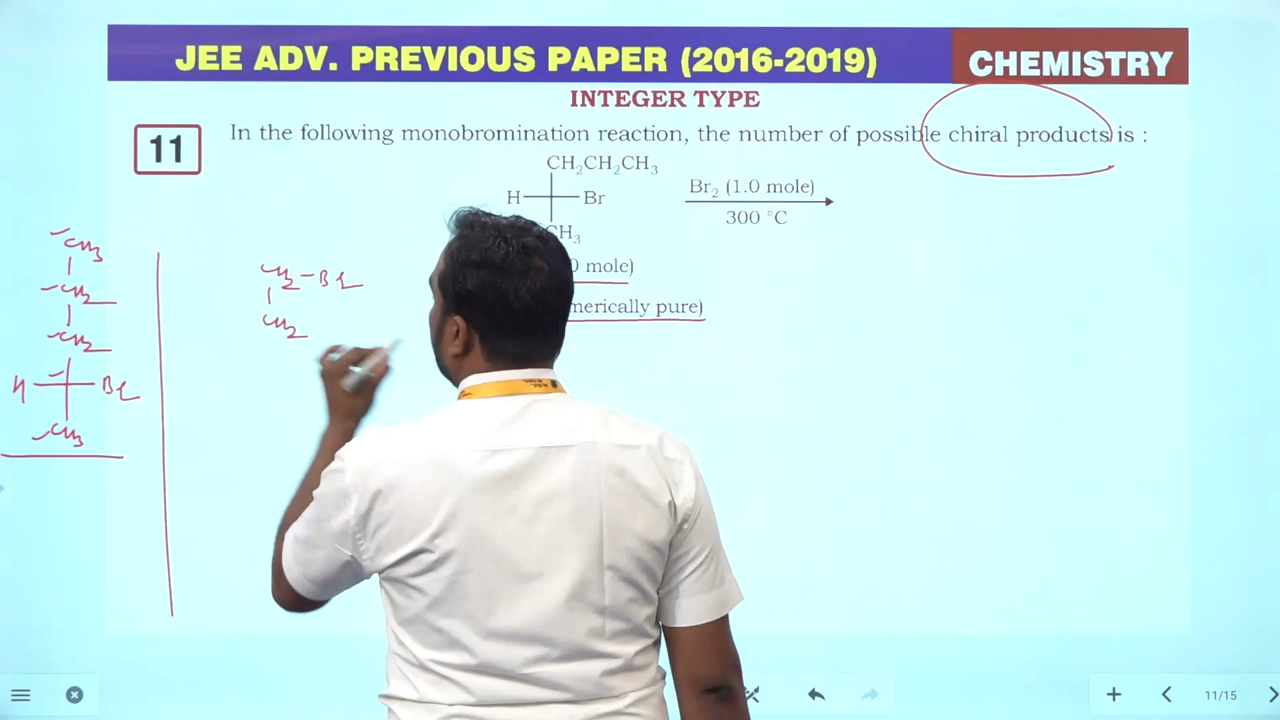 JEE ADV. PREVIOUS PAPER (2016-2019)
CHEMISTRY
INTEGER TYPE
11
In the following monobromination reaction, the number of possible chiral products is :
CH₂CH₂CH₃
H
Br
CH₃
Br₂ (1.0 mole)
300 °C
mole)
pure)
CH₃
CH₂
CH₂
H
Br
CH₃
CH₂-Br
CH₂
11/15